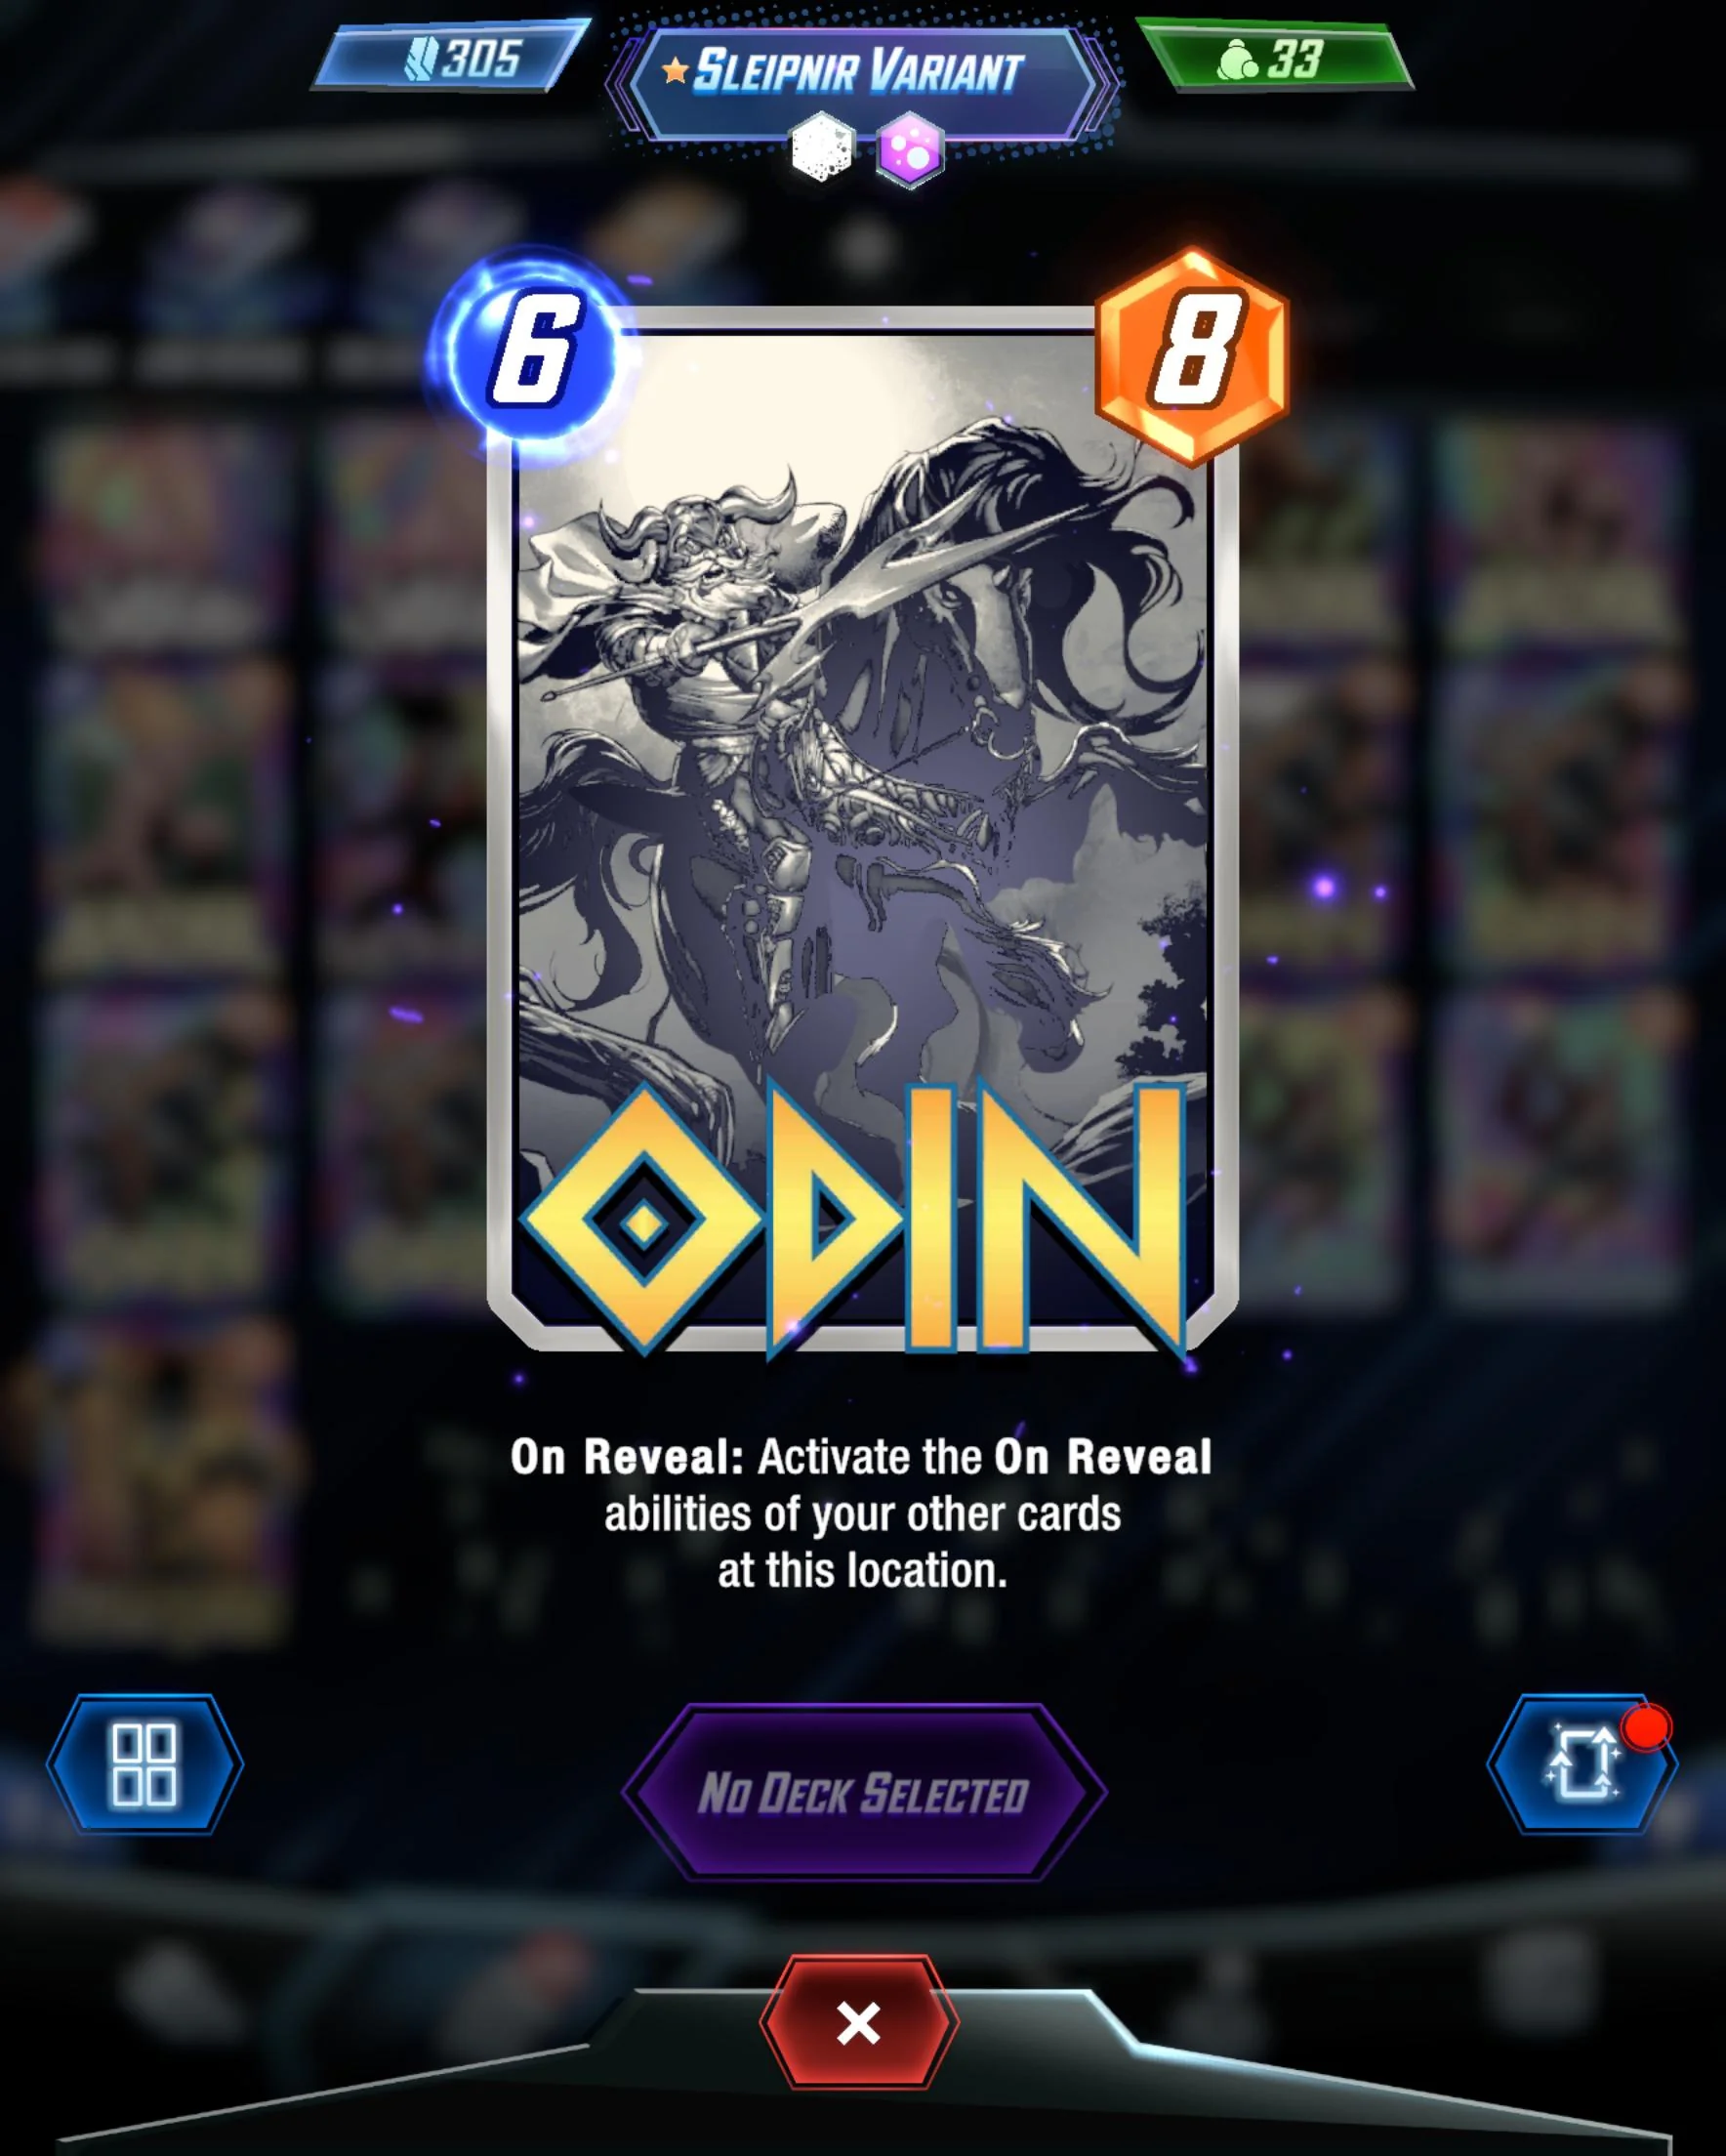 305
Sleipnir Variant
33
6
8
ODIN
On Reveal: Activate the On Reveal
abilities of your other cards
at this location.
No Deck Selected